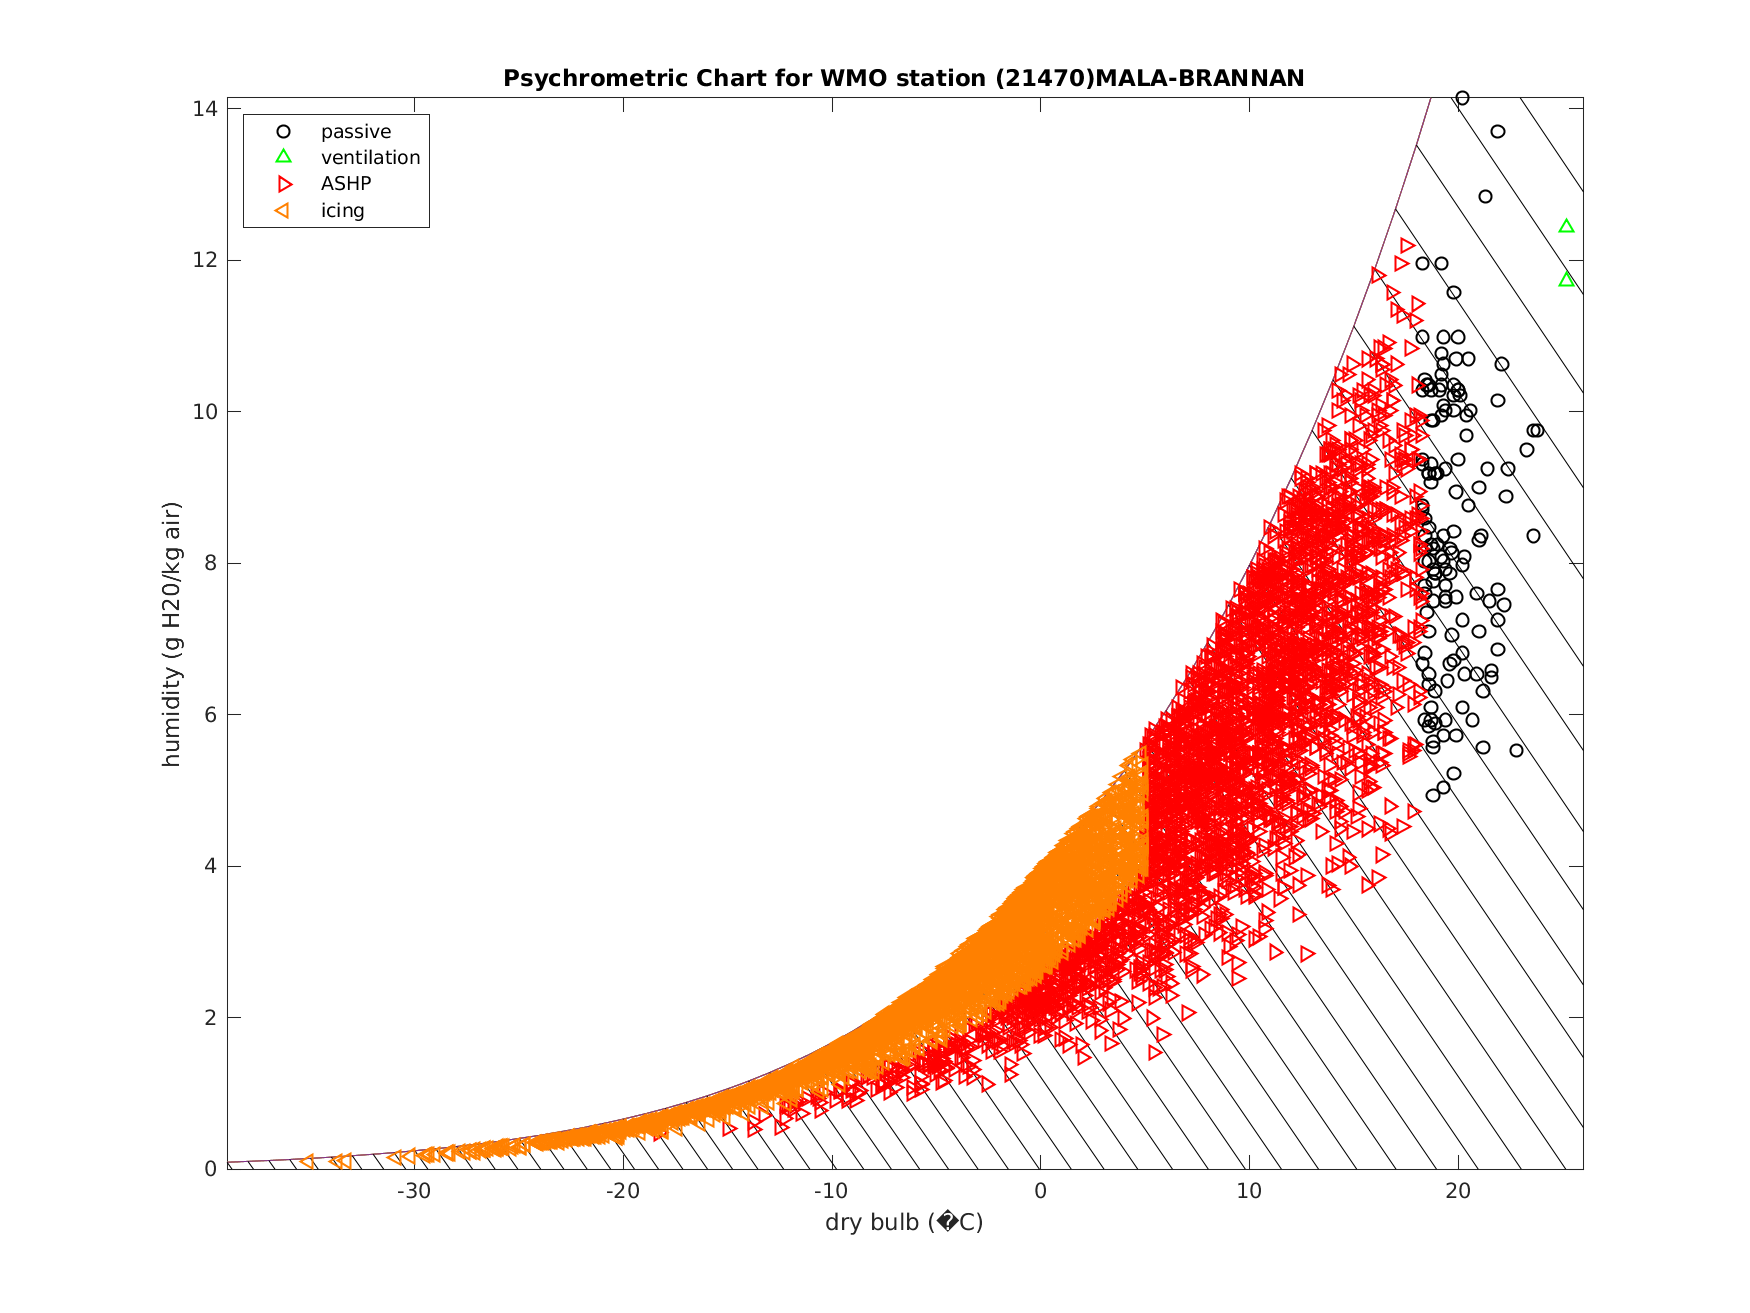 Psychrometric Chart for WMO station (21470)MALA-BRANNAN
passive
ventilation
ASHP
icing
14
12
10
8
6
4
2
0
humidity (g H20/kg air)
-30
-20
-10
0
10
20
dry bulb (�C)